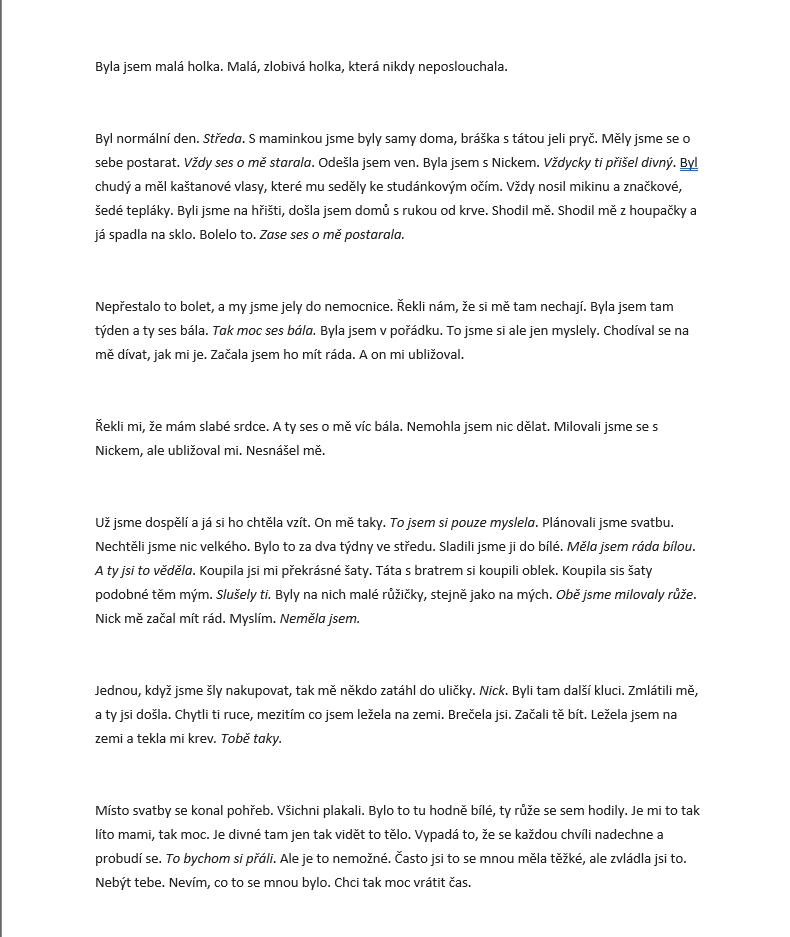 Byla jsem malá holka. Malá, zlobivá holka, která nikdy neposlouchala.
Byl normální den. Středa. S maminkou jsme byly samy doma, bráška s tátou jeli pryč. Měly jsme se o
sebe postarat. Vždy ses o mě starala. Odešla jsem ven. Byla jsem s Nickem. Vždycky ti přišel divný. Byl
chudý a měl kaštanové vlasy, které mu seděly ke studánkovým očím. Vždy nosil mikinu a značkové,
šedé tepláky. Byli jsme na hřišti, došla jsem domů s rukou od krve. Shodil mě. Shodil mě z houpačky a
já spadla na sklo. Bolelo to. Zase ses o mě postarala.
Nepřestalo to bolet, a my jsme jely do nemocnice. Řekli nám, že si mě tam nechají. Byla jsem tam
týden a ty ses bála. Tak moc ses bála. Byla jsem v pořádku. To jsme si ale jen myslely. Chodíval se na
mě dívat, jak mi je. Začala jsem ho mít ráda. A on mi ubližoval.
Řekli mi, že mám slabé srdce. A ty ses o mě víc bála. Nemohla jsem nic dělat. Milovali jsme se s
Nickem, ale ubližoval mi. Nesnášel mě.
Už jsme dospělí a já si ho chtěla vzít. On mě taky. To jsem si pouze myslela. Plánovali jsme svatbu.
Nechtěli jsme nic velkého. Bylo to za dva týdny ve středu. Sladili jsme ji do bílé. Měla jsem ráda bílou.
A ty jsi to věděla. Koupila jsi mi překrásné šaty. Táta s bratrem si koupili oblek. Koupila sis šaty
podobné těm mým. Slušely ti. Byly na nich malé růžičky, stejně jako na mých. Obě jsme milovaly růže.
Nick mě začal mít rád. Myslím. Neměla jsem.
Jednou, když jsme šly nakupovat, tak mě někdo zatáhl do uličky. Nick. Byli tam další kluci. Zmlátili mě,
a ty jsi došla. Chytli ti ruce, mezitím co jsem ležela na zemi. Brečela jsi. Začali tě bít. Ležela jsem na
zemi a tekla mi krev. Tobě taky.
Místo svatby se konal pohřeb. Všichni plakali. Bylo to tu hodně bílé, ty růže se sem hodily. Je mi to tak
líto mami, tak moc. Je divné tam jen tak vidět to tělo. Vypadá to, že se každou chvíli nadechne a
probudí se. To bychom si přáli. Ale je to nemožné. Často jsi to se mnou měla těžké, ale zvládla jsi to.
Nebýt tebe. Nevím, co to se mnou bylo. Chci tak moc vrátit čas.